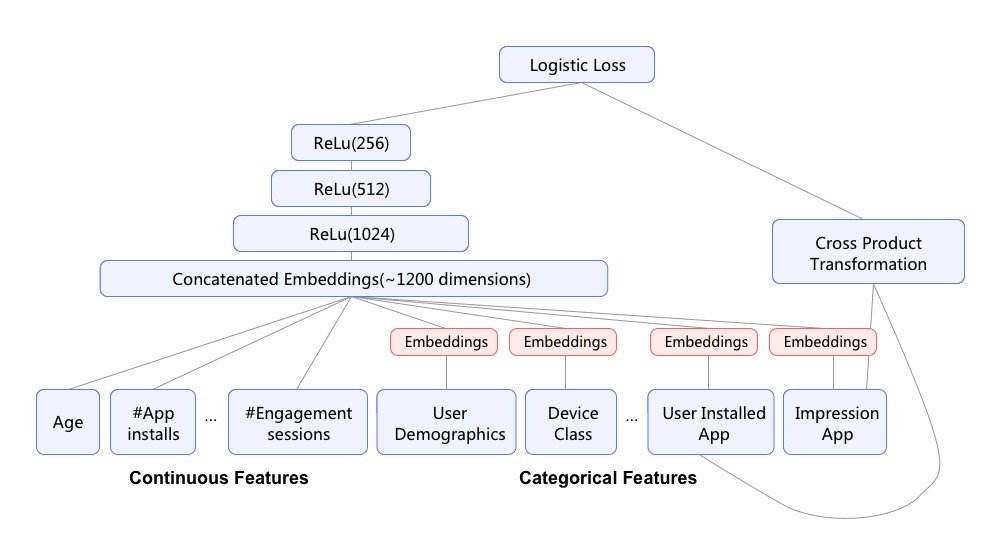 Logistic Loss
ReLu(256)
ReLu(512)
ReLu(1024)
Cross Product
Transformation
Concatenated Embeddings(~1200 dimensions)
Embeddings
Embeddings
Embeddings
Embeddings
Age
#App
installs
...
#Engagement
sessions
User
Demographics
Device
Class
...
User Installed
App
Impression
App
Continuous Features
Categorical Features